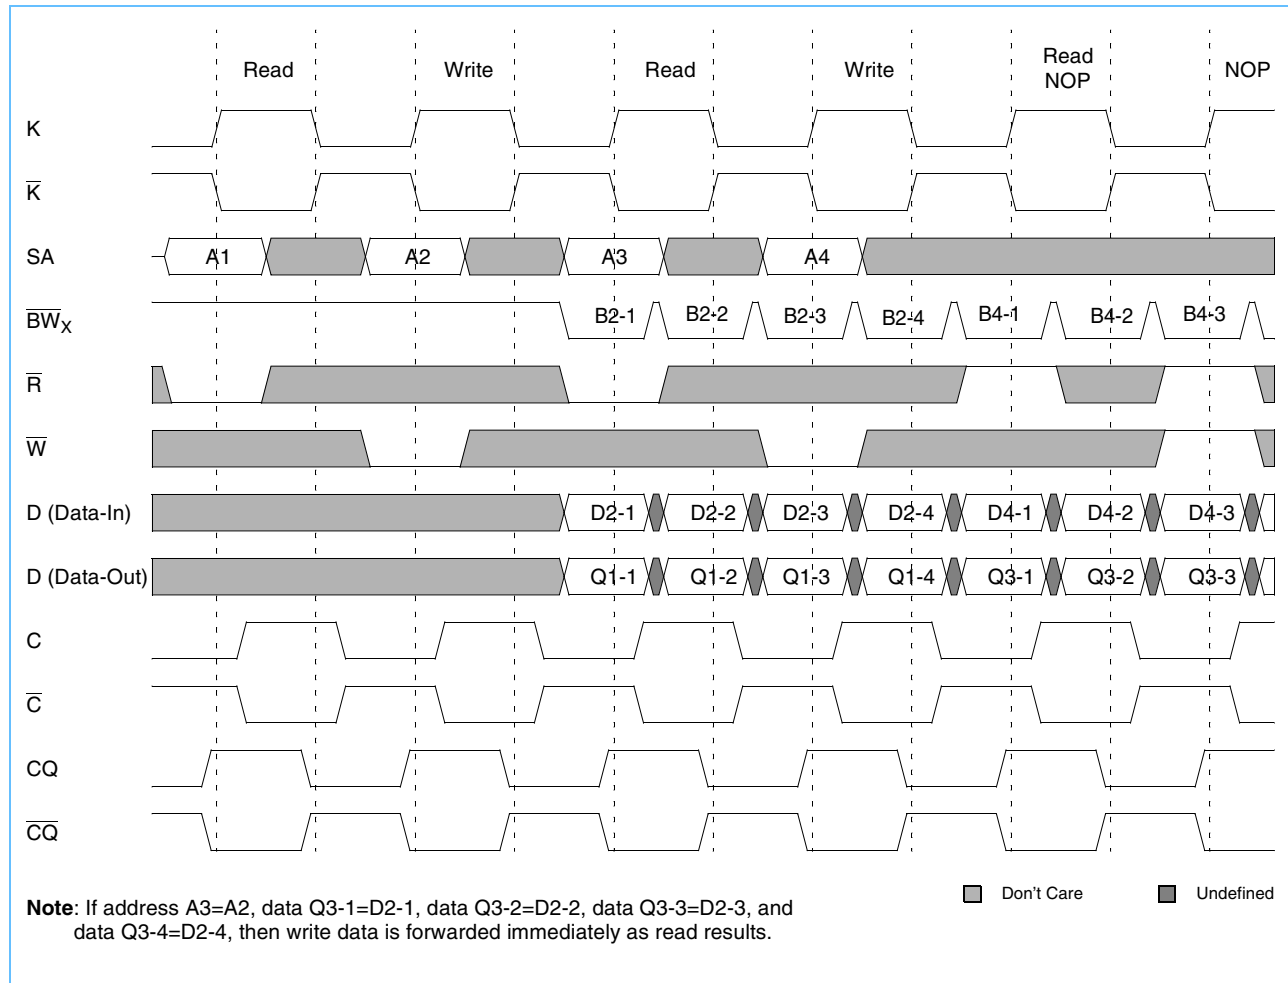 Read Write Read Write Read NOP NOP
K
K̅
SA A1 A2 A3 A4
B̅W̅X B2-1 B2-2 B2-3 B2-4 B4-1 B4-2 B4-3
R̅
W̅
D (Data-In) D2-1 D2-2 D2-3 D2-4 D4-1 D4-2 D4-3
D (Data-Out) Q1-1 Q1-2 Q1-3 Q1-4 Q3-1 Q3-2 Q3-3
C
C̅
CQ
C̅Q̅
Don't Care Undefined
Note: If address A3=A2, data Q3-1=D2-1, data Q3-2=D2-2, data Q3-3=D2-3, and
data Q3-4=D2-4, then write data is forwarded immediately as read results.